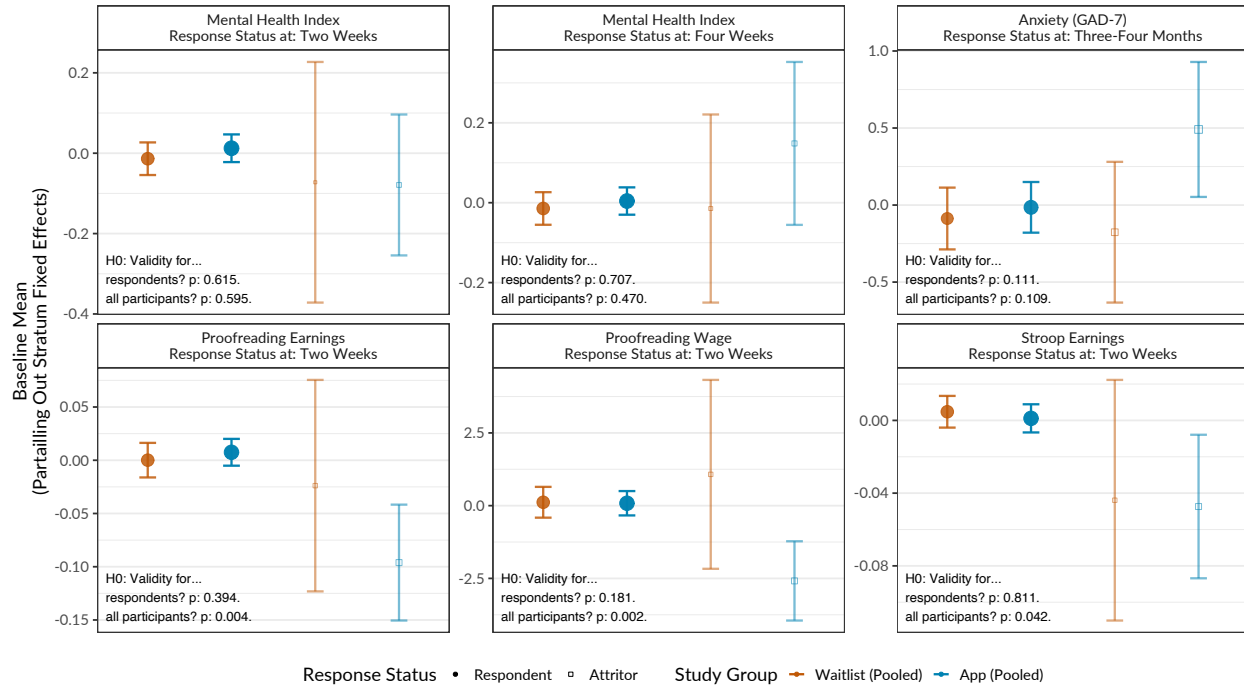 Mental Health Index
Response Status at: Two Weeks
Mental Health Index
Response Status at: Four Weeks
Anxiety (GAD-7)
Response Status at: Three-Four Months
Baseline Mean
(Partailling Out Stratum Fixed Effects)
0.2
0.0
-0.2
-0.4
H0: Validity for...
respondents? p: 0.615.
all participants? p: 0.595.
0.2
0.0
-0.2
H0: Validity for...
respondents? p: 0.707.
all participants? p: 0.470.
1.0
0.5
0.0
-0.5
H0: Validity for...
respondents? p: 0.111.
all participants? p: 0.109.
Proofreading Earnings
Response Status at: Two Weeks
Proofreading Wage
Response Status at: Two Weeks
Stroop Earnings
Response Status at: Two Weeks
0.05
0.00
-0.05
-0.10
-0.15
H0: Validity for...
respondents? p: 0.394.
all participants? p: 0.004.
2.5
0.0
-2.5
H0: Validity for...
respondents? p: 0.181.
all participants? p: 0.002.
0.00
-0.04
-0.08
H0: Validity for...
respondents? p: 0.811.
all participants? p: 0.042.
Response Status Respondent Attritor Study Group Waitlist (Pooled) App (Pooled)